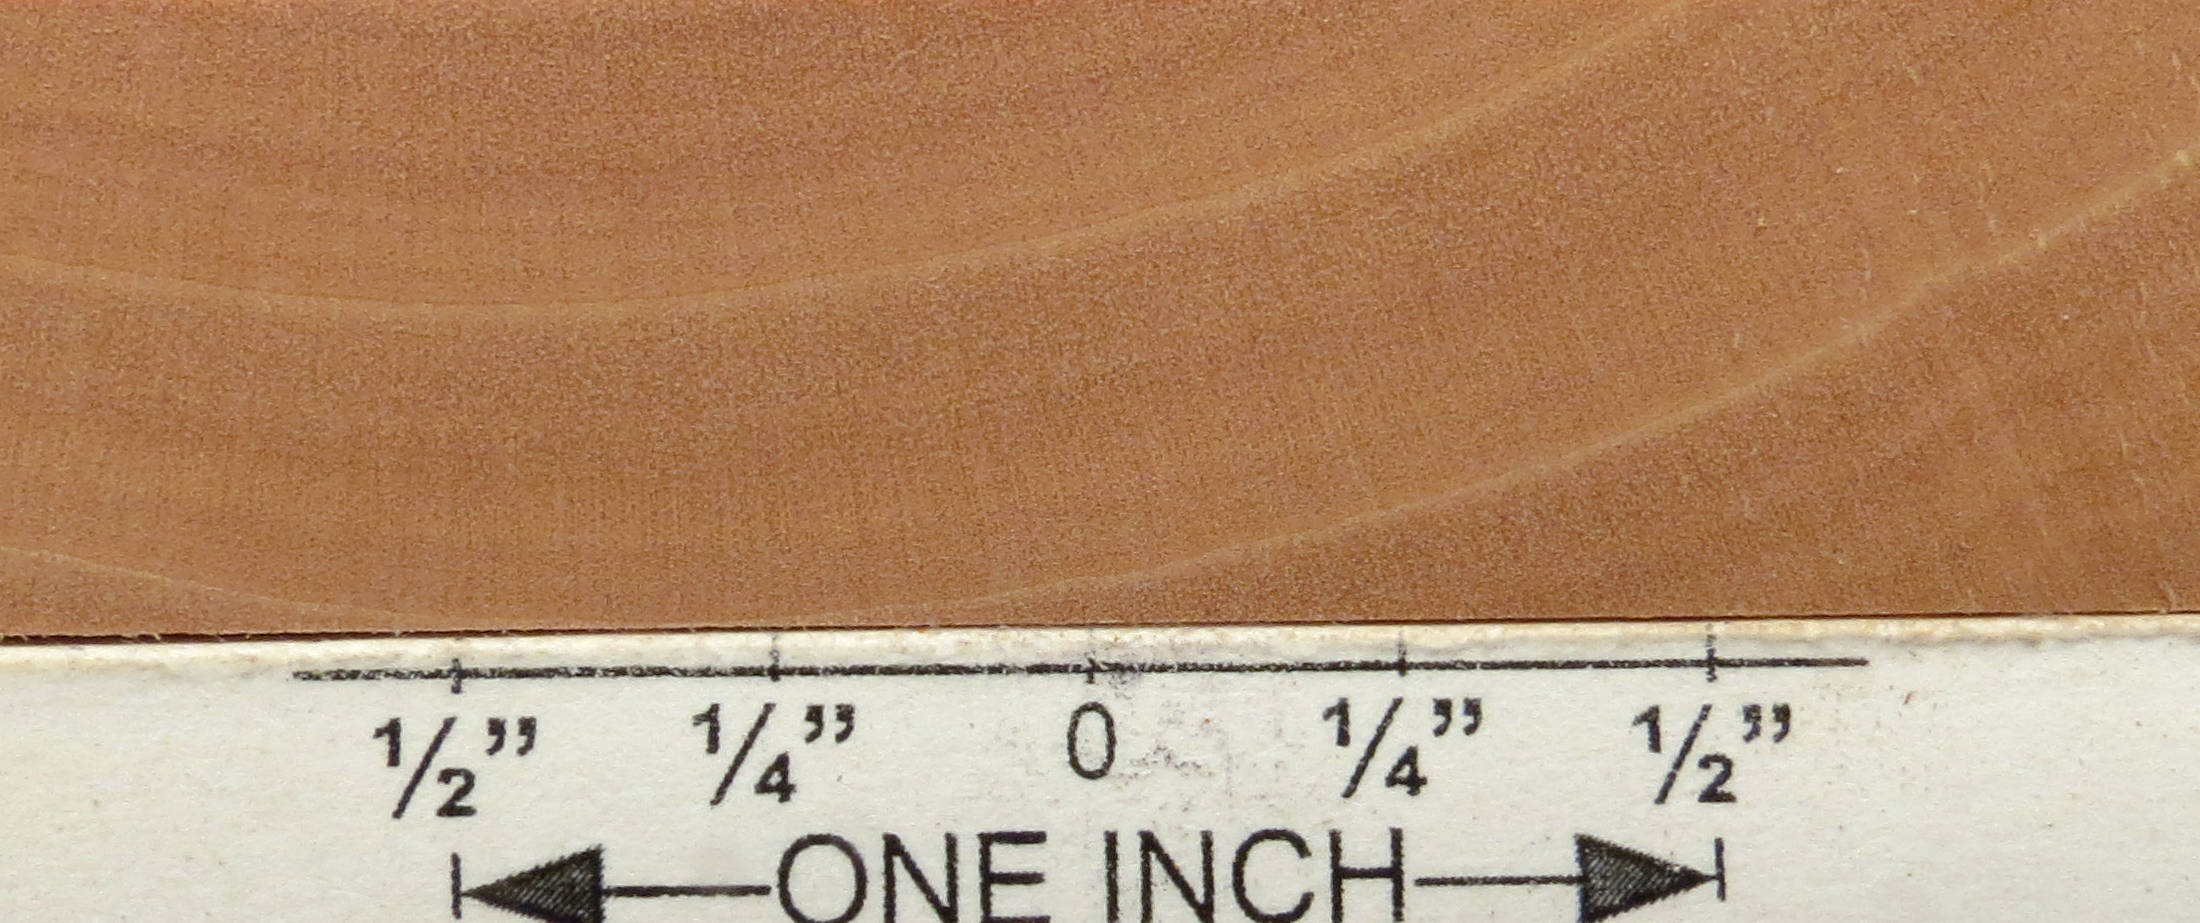 1/2” 1/4” 0 1/4” 1/2”
ONE INCH